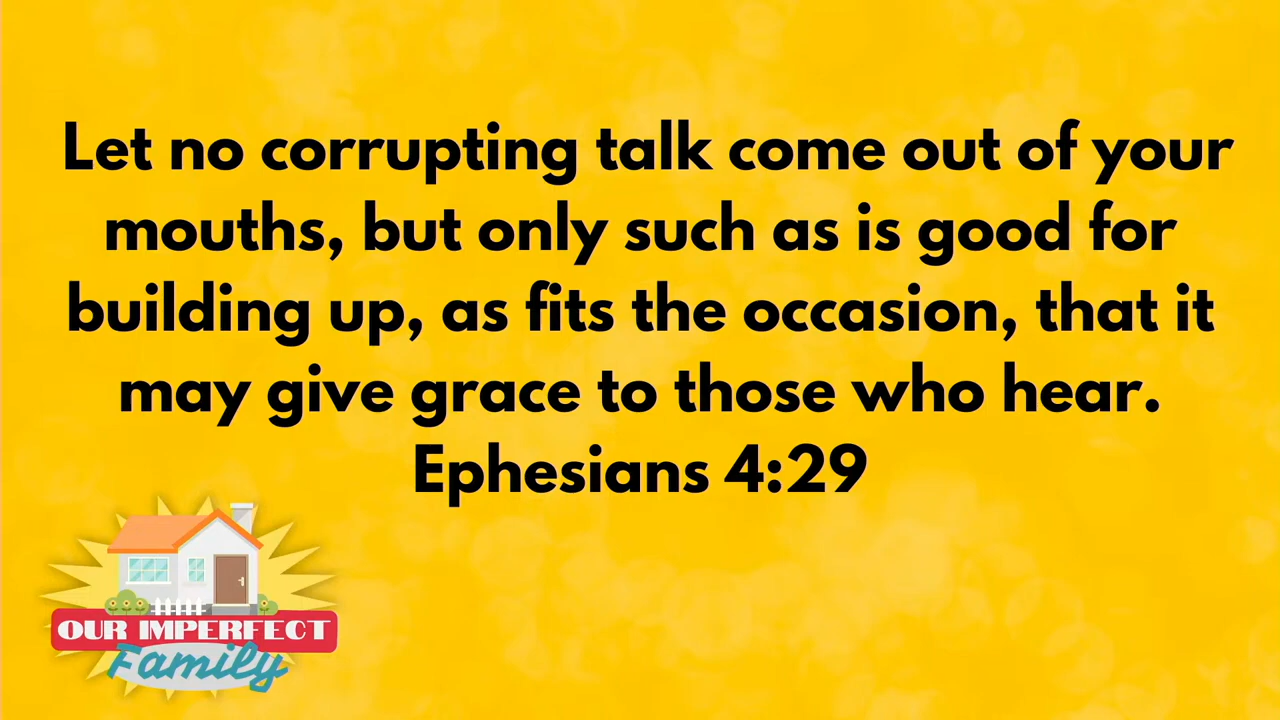 Let no corrupting talk come out of your
mouths, but only such as is good for
building up, as fits the occasion, that it
may give grace to those who hear.
Ephesians 4:29
OUR IMPERFECT
Family